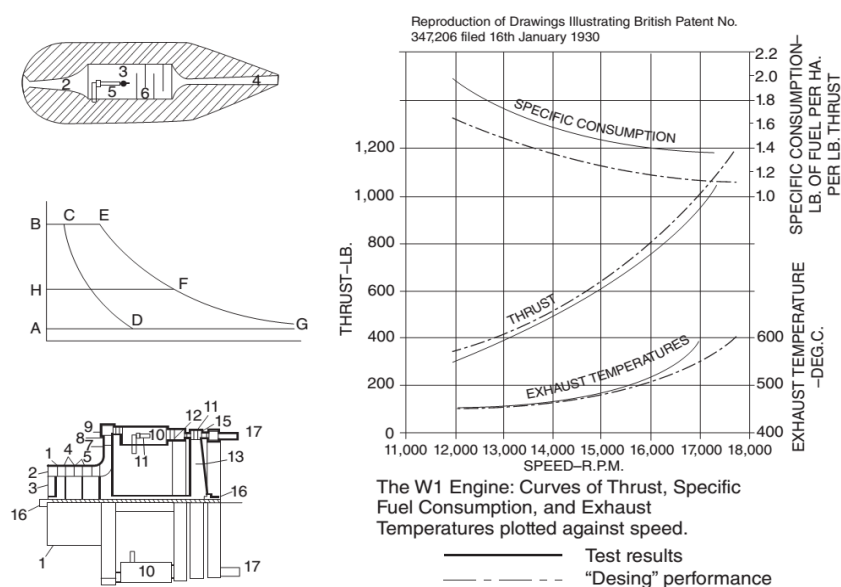 Reproduction of Drawings Illustrating British Patent No.
347,206 filed 16th January 1930
2
3
5
6
4
B
C
E
H
F
A
D
G
1
4
5
9
8
7
2
3
10
11
12
11
15
17
13
16
16
1
10
17
SPECIFIC CONSUMPTION
THRUST
EXHAUST TEMPERATURES
THRUST–LB.
1,200
1,000
800
600
400
200
0
2.2
2.0
1.8
1.6
1.4
1.2
1.0
SPECIFIC CONSUMPTION–
LB. OF FUEL PER HA.
PER LB. THRUST
600
500
400
EXHAUST TEMPERATURE
–DEG.C.
11,000 12,000 13,000 14,000 15,000 16,000 17,000 18,000
SPEED–R.P.M.
The W1 Engine: Curves of Thrust, Specific
Fuel Consumption, and Exhaust
Temperatures plotted against speed.
Test results
“Desing” performance